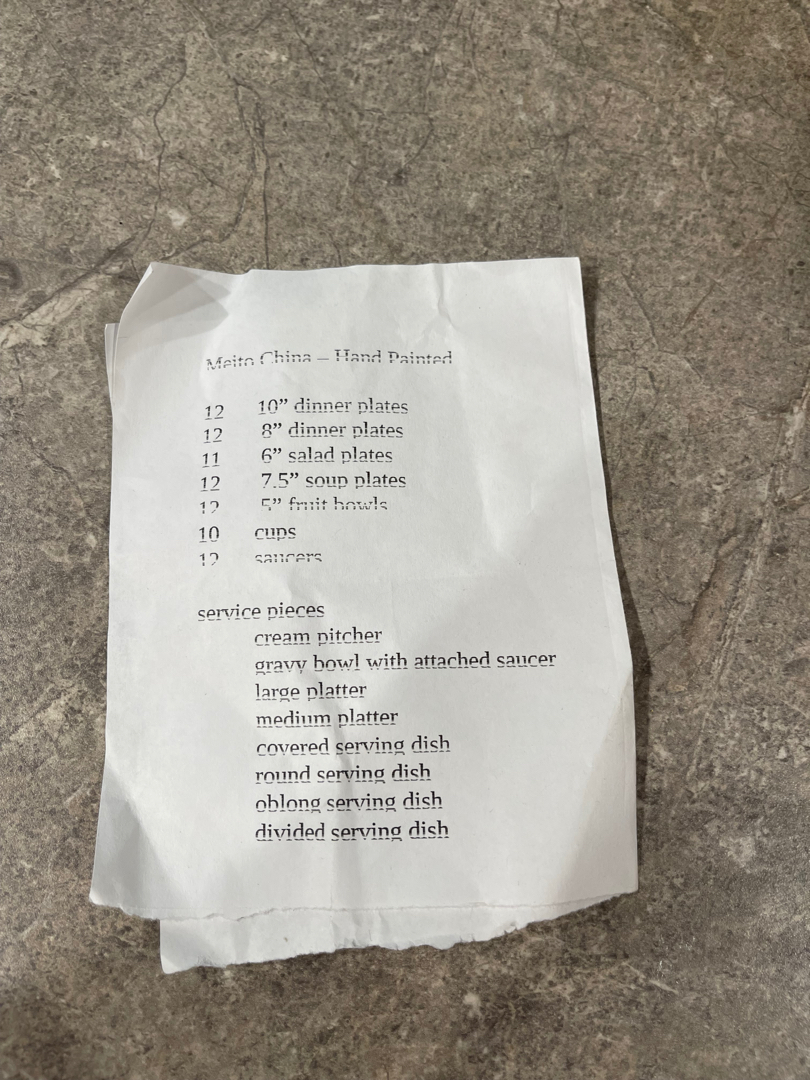 Meito China – Hand Painted
12 10” dinner plates
12 8” dinner plates
11 6” salad plates
12 7.5” soup plates
12 5” fruit bowls
10 cups
12 saucers
service pieces
cream pitcher
gravy bowl with attached saucer
large platter
medium platter
covered serving dish
round serving dish
oblong serving dish
divided serving dish